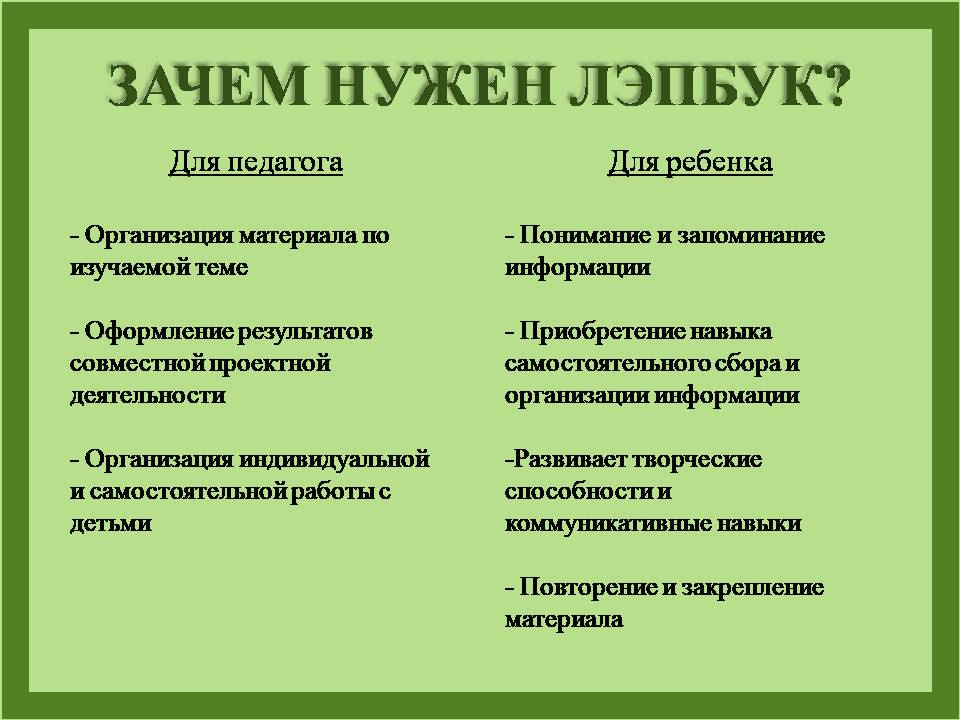 ЗАЧЕМ НУЖЕН ЛЭПБУК?
Для педагога
- Организация материала по
изучаемой теме
- Оформление результатов
совместной проектной
деятельности
- Организация индивидуальной
и самостоятельной работы с
детьми
Для ребенка
- Понимание и запоминание
информации
- Приобретение навыка
самостоятельного сбора и
организации информации
-Развивает творческие
способности и
коммуникативные навыки
- Повторение и закрепление
материала